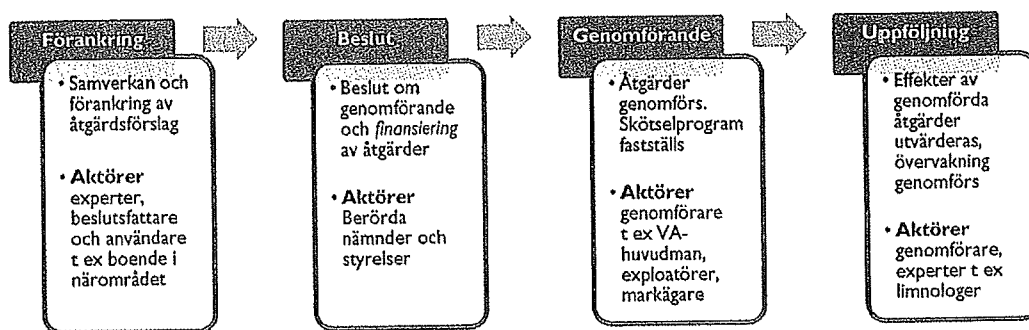 Förankring
• Samverkan och
förankring av
åtgärdsförslag
• Aktörer
experter,
beslutsfattare
och användare
t ex boende i
närområdet
Beslut
• Beslut om
genomförande
och finansiering
av åtgärder
• Aktörer
Berörda
nämnder och
styrelser
Genomförande
• Åtgärder
genomförs.
Skötselprogram
fastställs
• Aktörer
genomförare
t ex VA-
huvudman,
exploatörer,
markägare
Uppföljning
• Effekter av
genomförda
åtgärder
utvärderas,
övervakning
genomförs
• Aktörer
genomförare,
experter t ex
limnologer